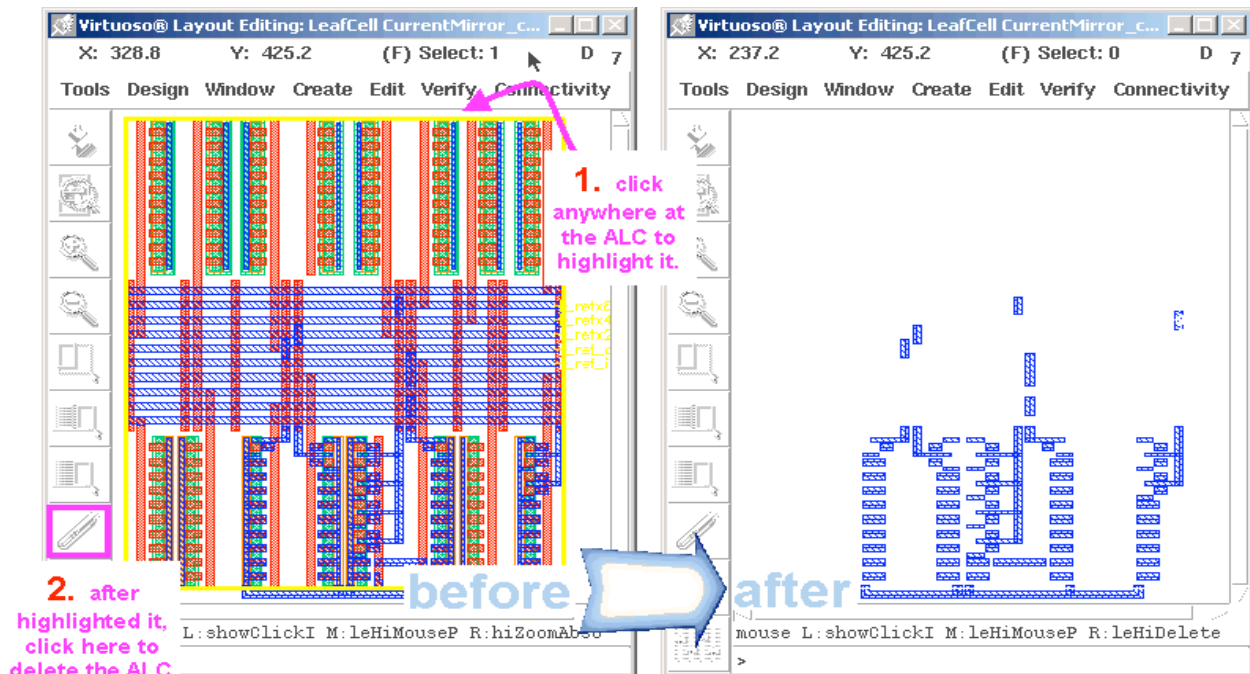 Virtuoso® Layout Editing: LeafCell CurrentMirror_c...
X: 328.8 Y: 425.2 (F) Select: 1 D 7
Tools Design Window Create Edit Verify Connectivity
1. click
anywhere at
the ALC to
highlight it.
_retx4
_retx2
2. after
highlighted it,
click here to
delete the ALC
before
L:showClickI M:leHiMouseP R:hiZoomAbso
Virtuoso® Layout Editing: LeafCell CurrentMirror_c...
X: 237.2 Y: 425.2 (F) Select: 0 D 7
Tools Design Window Create Edit Verify Connectivity
after
mouse L:showClickI M:leHiMouseP R:leHiDelete
>